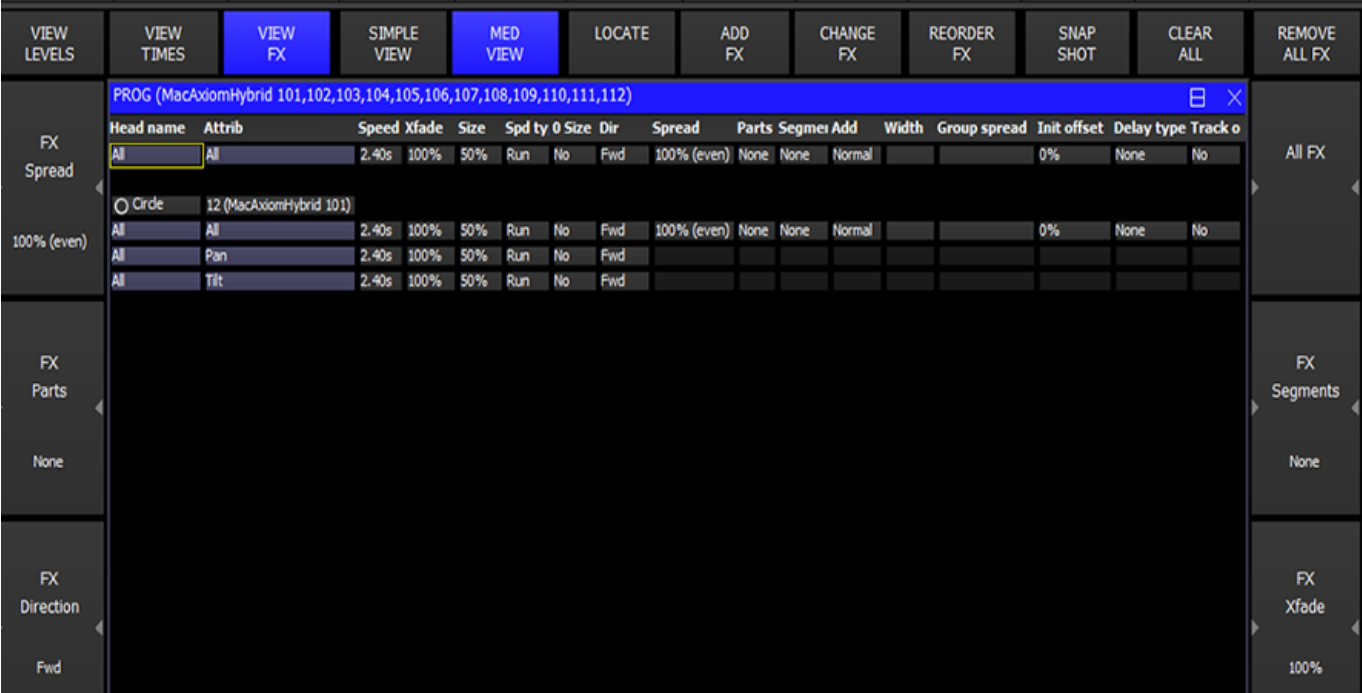 VIEW LEVELS VIEW TIMES VIEW FX SIMPLE VIEW MED VIEW LOCATE ADD FX CHANGE FX REORDER FX SNAP SHOT CLEAR ALL REMOVE ALL FX
PROG (MacAxiomHybrid 101,102,103,104,105,106,107,108,109,110,111,112)
Head name Attrib Speed Xfade Size Spd ty 0 Size Dir Spread Parts Segmer Add Width Group spread Init offset Delay type Track o
All All 2.40s 100% 50% Run No Fwd 100% (even) None None Normal 0% None No
Circle 12 (MacAxiomHybrid 101)
All All 2.40s 100% 50% Run No Fwd 100% (even) None None Normal 0% None No
All Pan 2.40s 100% 50% Run No Fwd
All Tilt 2.40s 100% 50% Run No Fwd
FX
Spread
100% (even)
FX
Parts
None
FX
Direction
Fwd
All FX
FX
Segments
None
FX
Xfade
100%